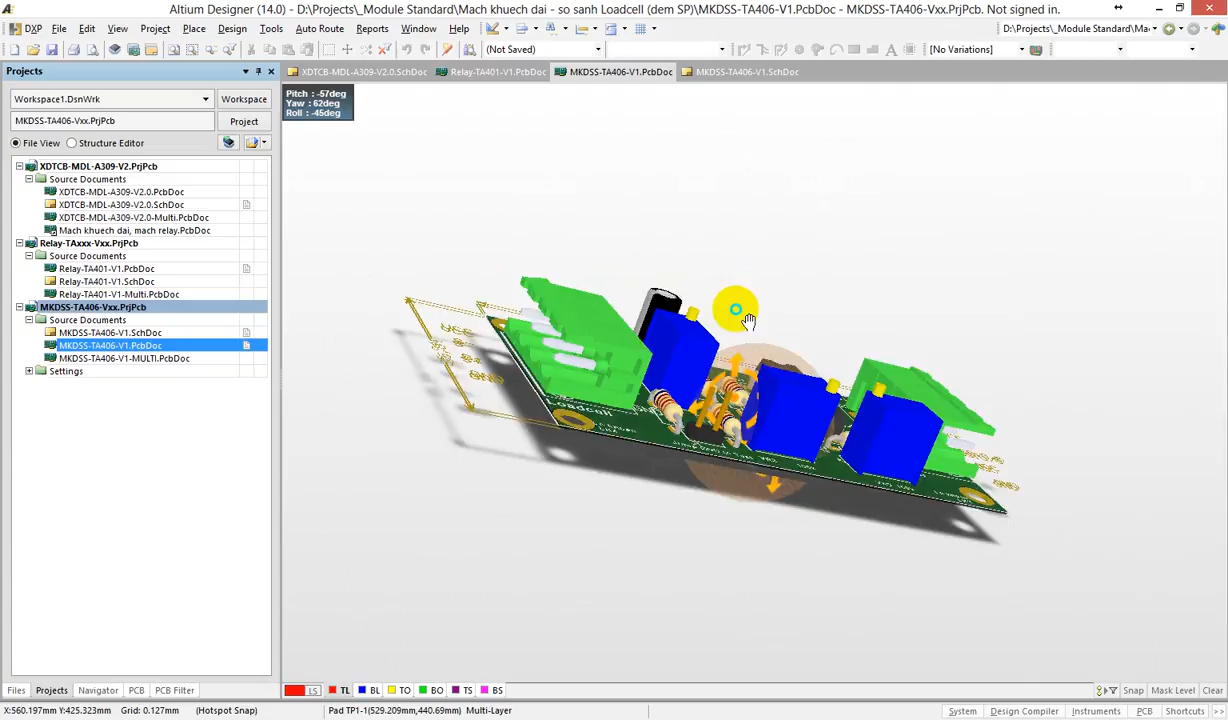 Altium Designer (14.0) - D:\Projects\_Module Standard\Mach khuech dai - so sanh Loadcell (dem SP)\MKDSS-TA406-V1.PcbDoc - MKDSS-TA406-Vxx.PrjPcb. Not signed in.
DXP File Edit View Project Place Design Tools Auto Route Reports Window Help
D:\Projects\_Module Standard\Ma
(Not Saved)
[No Variations]
Projects
XDTCB-MDL-A309-V2.0.SchDoc Relay-TA401-V1.PcbDoc MKDSS-TA406-V1.PcbDoc MKDSS-TA406-V1.SchDoc
Workspace1.DsnWrk Workspace
MKDSS-TA406-Vxx.PrjPcb Project
File View Structure Editor
Pitch : -57deg
Yaw : 62deg
Roll : -45deg
XDTCB-MDL-A309-V2.PrjPcb
Source Documents
XDTCB-MDL-A309-V2.0.PcbDoc
XDTCB-MDL-A309-V2.0.SchDoc
XDTCB-MDL-A309-V2.0-Multi.PcbDoc
Mach khuech dai, mach relay.PcbDoc
Relay-TAxxx-Vxx.PrjPcb
Source Documents
Relay-TA401-V1.PcbDoc
Relay-TA401-V1.SchDoc
Relay-TA401-V1-Multi.PcbDoc
MKDSS-TA406-Vxx.PrjPcb
Source Documents
MKDSS-TA406-V1.SchDoc
MKDSS-TA406-V1.PcbDoc
MKDSS-TA406-V1-MULTI.PcbDoc
Settings
Loadcell
Files Projects Navigator PCB PCB Filter
LS TL BL TO BO TS BS
Snap Mask Level Clear
X:560.197mm Y:425.323mm Grid: 0.127mm (Hotspot Snap) Pad TP1-1(529.209mm,440.69mm) Multi-Layer
System Design Compiler Instruments PCB Shortcuts >>